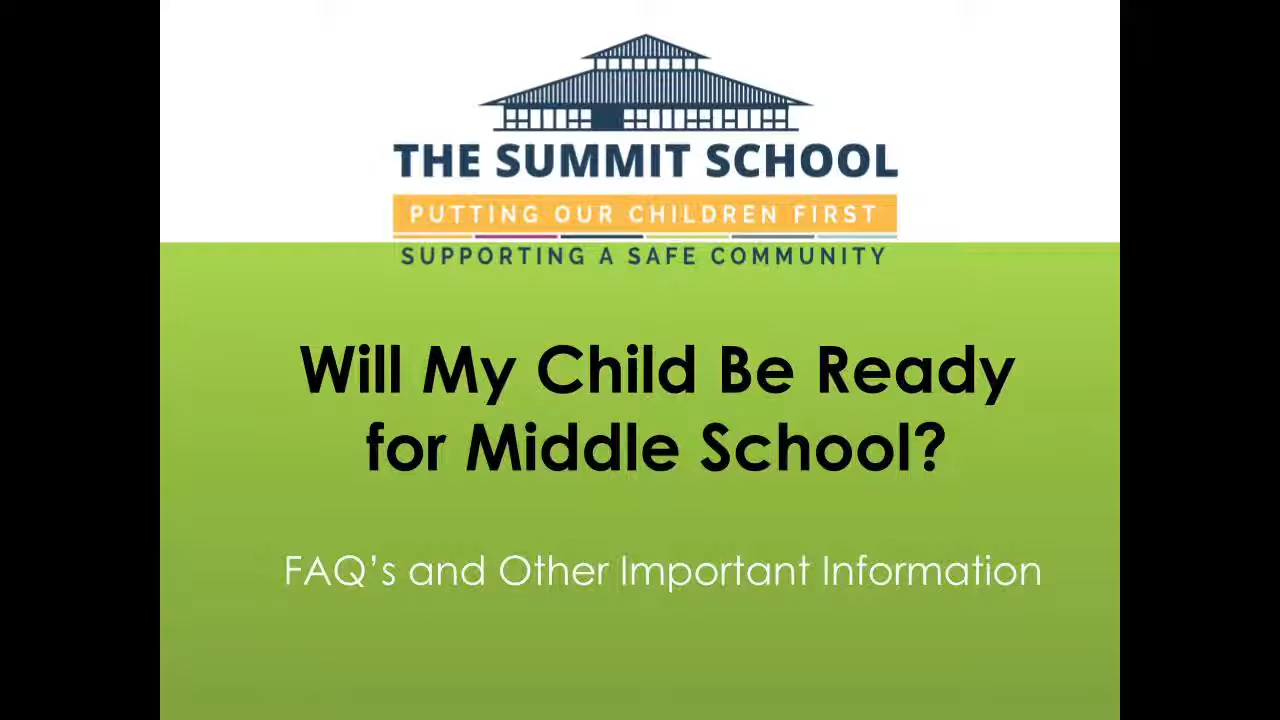 THE SUMMIT SCHOOL
PUTTING OUR CHILDREN FIRST
SUPPORTING A SAFE COMMUNITY
Will My Child Be Ready
for Middle School?
FAQ’s and Other Important Information